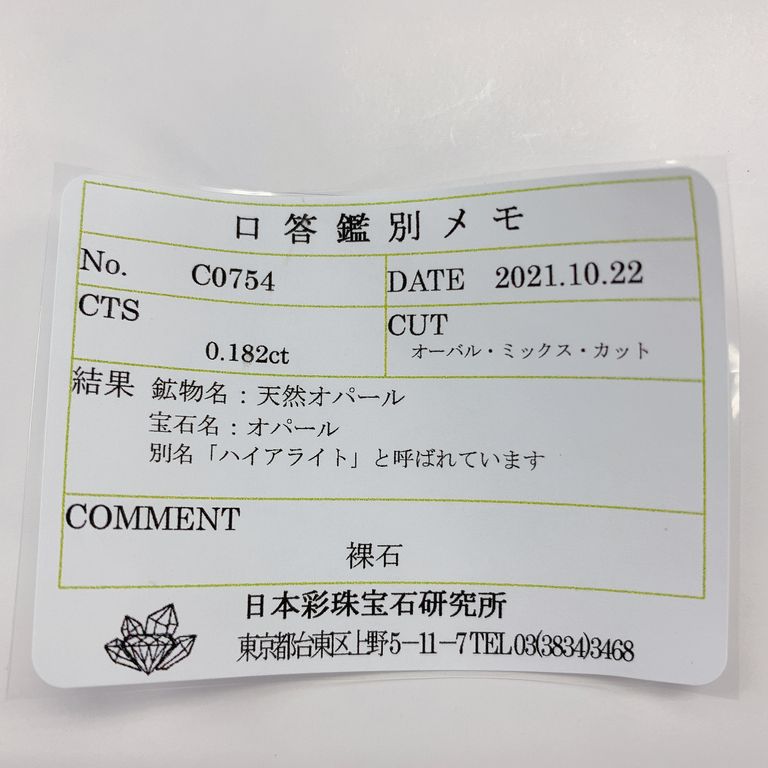 口答鑑別メモ
No. C0754 DATE 2021.10.22
CTS 0.182ct CUT オーバル・ミックス・カット
結果 鉱物名：天然オパール
宝石名：オパール
別名「ハイアライト」と呼ばれています
COMMENT
裸石
日本彩珠宝石研究所
東京都台東区上野5－11－7 TEL 03(3834)3468